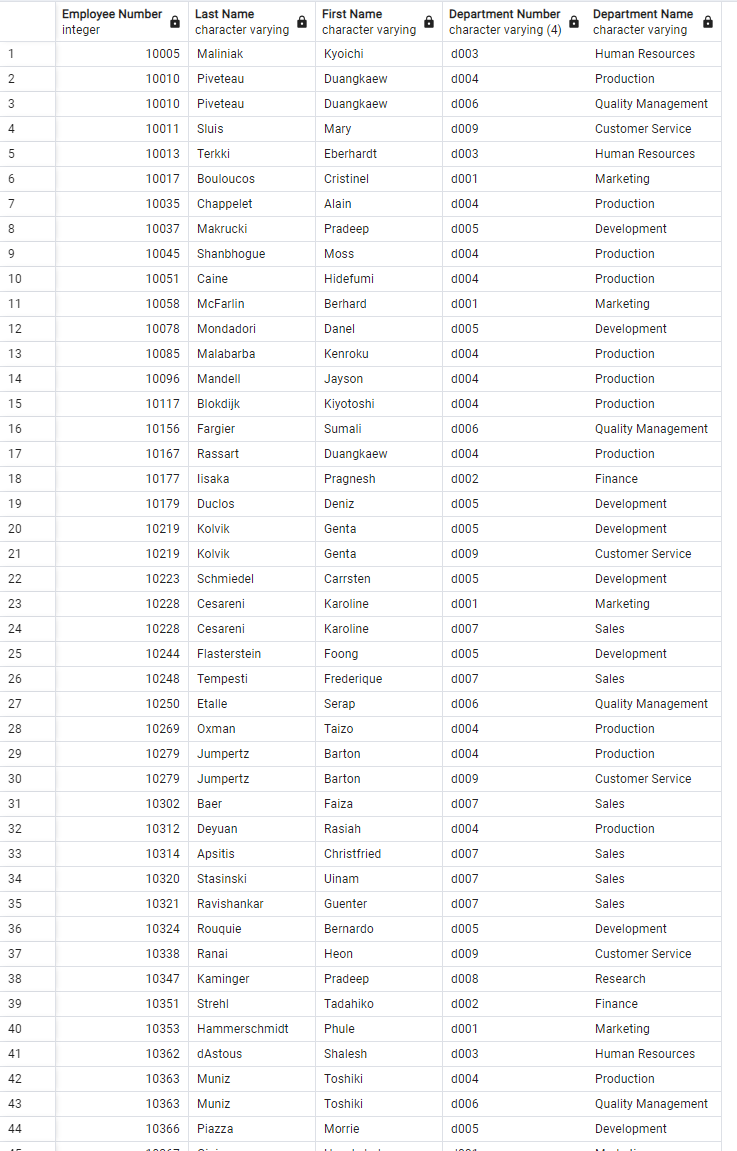 Employee Number Last Name First Name Department Number Department Name
integer character varying character varying character varying (4) character varying
1 10005 Maliniak Kyoichi d003 Human Resources
2 10010 Piveteau Duangkaew d004 Production
3 10010 Piveteau Duangkaew d006 Quality Management
4 10011 Sluis Mary d009 Customer Service
5 10013 Terkki Eberhardt d003 Human Resources
6 10017 Bouloucos Cristinel d001 Marketing
7 10035 Chappelet Alain d004 Production
8 10037 Makrucki Pradeep d005 Development
9 10045 Shanbhogue Moss d004 Production
10 10051 Caine Hidefumi d004 Production
11 10058 McFarlin Berhard d001 Marketing
12 10078 Mondadori Danel d005 Development
13 10085 Malabarba Kenroku d004 Production
14 10096 Mandell Jayson d004 Production
15 10117 Blokdijk Kiyotoshi d004 Production
16 10156 Fargier Sumali d006 Quality Management
17 10167 Rassart Duangkaew d004 Production
18 10177 Iisaka Pragnesh d002 Finance
19 10179 Duclos Deniz d005 Development
20 10219 Kolvik Genta d005 Development
21 10219 Kolvik Genta d009 Customer Service
22 10223 Schmiedel Carrsten d005 Development
23 10228 Cesareni Karoline d001 Marketing
24 10228 Cesareni Karoline d007 Sales
25 10244 Flasterstein Foong d005 Development
26 10248 Tempesti Frederique d007 Sales
27 10250 Etalle Serap d006 Quality Management
28 10269 Oxman Taizo d004 Production
29 10279 Jumpertz Barton d004 Production
30 10279 Jumpertz Barton d009 Customer Service
31 10302 Baer Faiza d007 Sales
32 10312 Deyuan Rasiah d004 Production
33 10314 Apsitis Christfried d007 Sales
34 10320 Stasinski Uinam d007 Sales
35 10321 Ravishankar Guenter d007 Sales
36 10324 Rouquie Bernardo d005 Development
37 10338 Ranai Heon d009 Customer Service
38 10347 Kaminger Pradeep d008 Research
39 10351 Strehl Tadahiko d002 Finance
40 10353 Hammerschmidt Phule d001 Marketing
41 10362 dAstous Shalesh d003 Human Resources
42 10363 Muniz Toshiki d004 Production
43 10363 Muniz Toshiki d006 Quality Management
44 10366 Piazza Morrie d005 Development